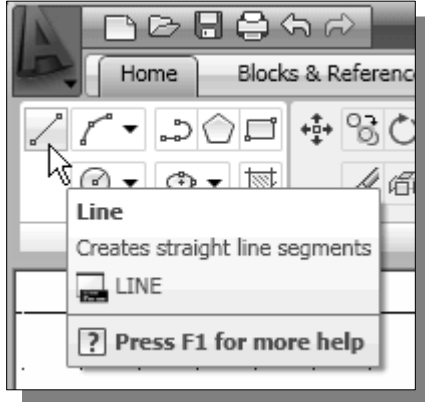 Home Blocks & Referenc
Line
Creates straight line segments
LINE
? Press F1 for more help